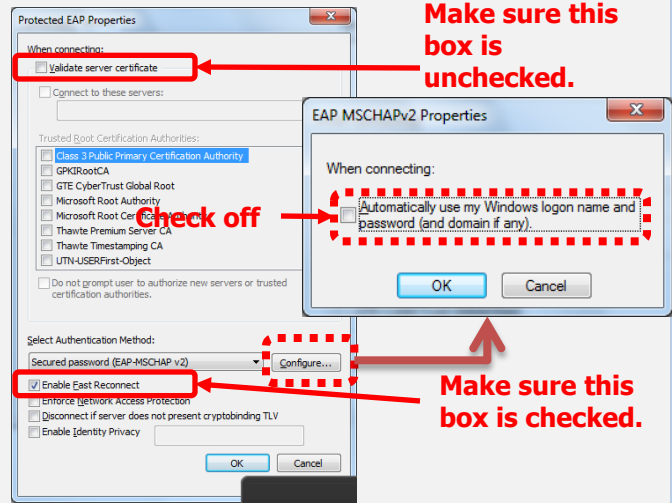 Protected EAP Properties
When connecting:
Validate server certificate
Connect to these servers:
Trusted Root Certification Authorities:
Class 3 Public Primary Certification Authority
GPKIRootCA
GTE CyberTrust Global Root
Microsoft Root Authority
Microsoft Root Certificate Authority
Thawte Premium Server CA
Thawte Timestamping CA
UTN-USERFirst-Object
Do not prompt user to authorize new servers or trusted
certification authorities.
Select Authentication Method:
Secured password (EAP-MSCHAP v2)
Configure...
Enable Fast Reconnect
Enforce Network Access Protection
Disconnect if server does not present cryptobinding TLV
Enable Identity Privacy
OK
Cancel
Make sure this
box is
unchecked.
EAP MSCHAPv2 Properties
When connecting:
Check off
Automatically use my Windows logon name and
password (and domain if any).
OK
Cancel
Make sure this
box is checked.